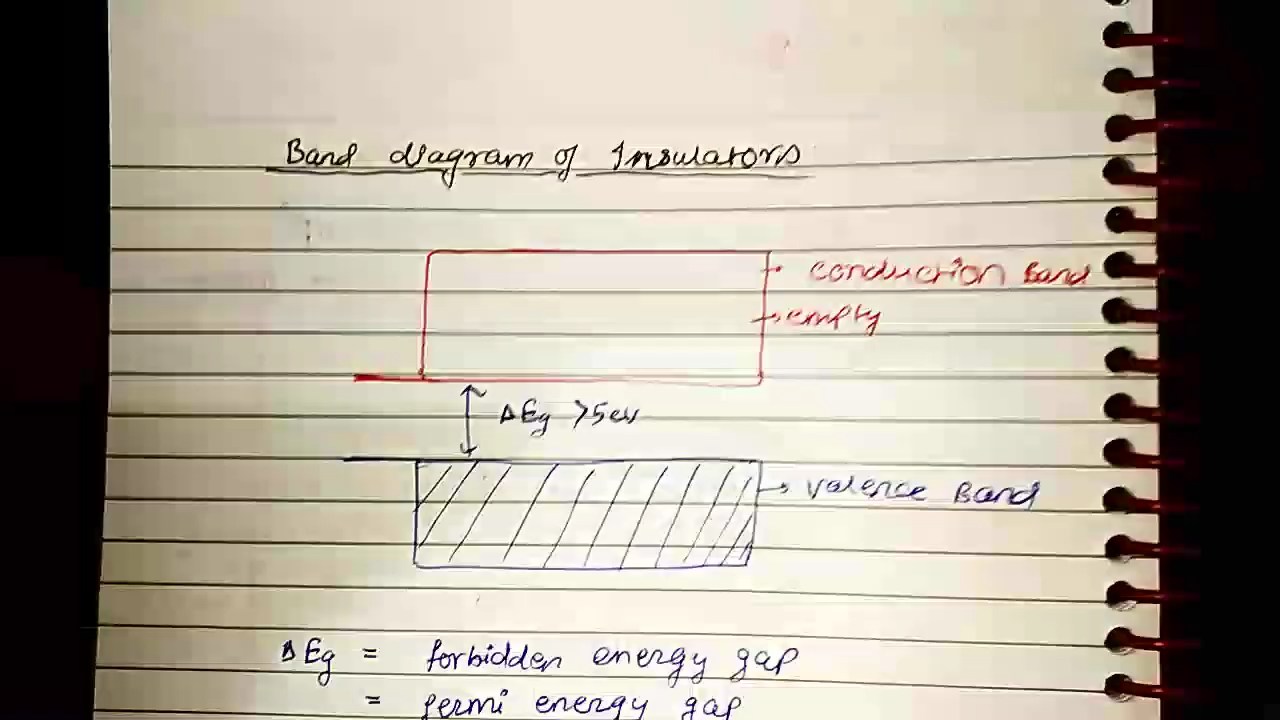 Band diagram of Insulators
conduction Band
empty
ΔEg >5ev
valence Band
ΔEg = forbidden energy gap
= fermi energy gap